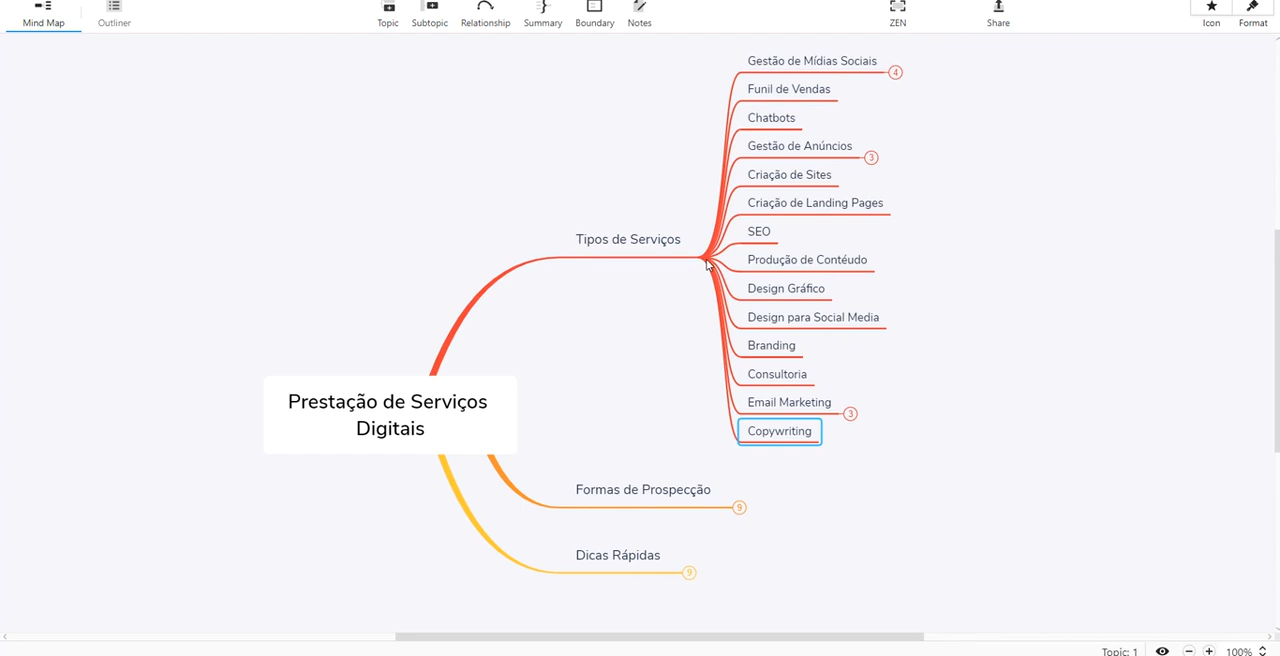 Mind Map
Outliner
Topic
Subtopic
Relationship
Summary
Boundary
Notes
ZEN
Share
Icon
Format
Gestão de Mídias Sociais
4
Funil de Vendas
Chatbots
Gestão de Anúncios
3
Criação de Sites
Criação de Landing Pages
SEO
Tipos de Serviços
Produção de Contéudo
Design Gráfico
Design para Social Media
Branding
Consultoria
Email Marketing
3
Copywriting
Prestação de Serviços
Digitais
Formas de Prospecção
9
Dicas Rápidas
9
Topic: 1
100%